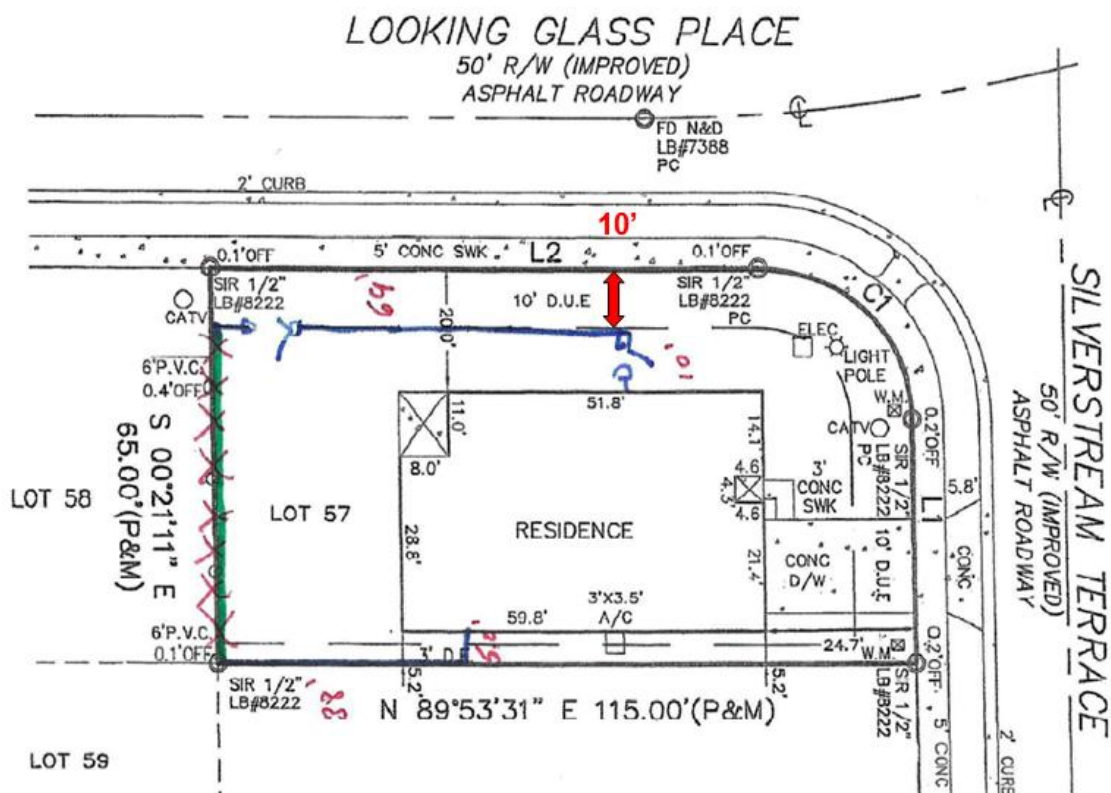 LOOKING GLASS PLACE
50' R/W (IMPROVED)
ASPHALT ROADWAY
FD N&D
LB#7388
PC
2' CURB
10'
0.1'OFF
5' CONC SWK
L2
0.1'OFF
SIR 1/2"
LB#8222
10' D.U.E
SIR 1/2"
LB#8222
PC
C1
CATV
20.0'
ELEC
LIGHT
POLE
6'P.V.C.
0.4'OFF
10'
51.8'
W.M.
0.2'OFF
11.0'
8.0'
14.1'
CATV
PC
SIR 1/2"
LB#8222
4.6
4.3'
4.6
3'
CONC
SWK
L1
5.8'
S 00°21'11" E
65.00'(P&M)
LOT 58
LOT 57
RESIDENCE
28.8'
21.4'
CONC
D/W
10' D.U.E
CONC.
SILVERSTREAM TERRACE
50' R/W (IMPROVED)
ASPHALT ROADWAY
59.8'
3'X3.5'
A/C
6'P.V.C.
0.1'OFF
3' D.E
24.7'
W.M.
0.2'OFF
SIR 1/2"
LB#8222
5.2'
5.2'
SIR 1/2"
LB#8222
N 89°53'31" E 115.00'(P&M)
38'
5' CONC
2' CURB
LOT 59